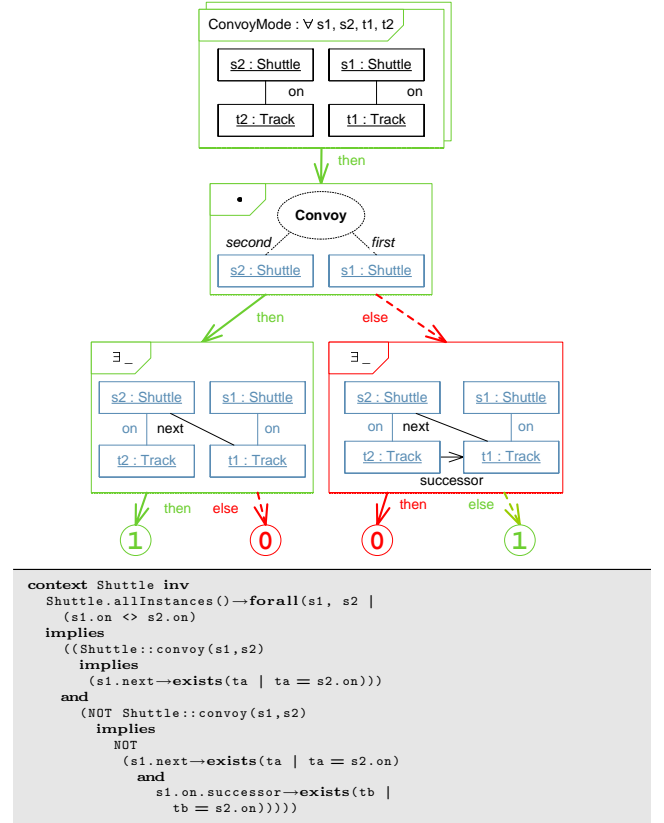 ConvoyMode : ∀ s1, s2, t1, t2
s2 : Shuttle s1 : Shuttle
on on
t2 : Track t1 : Track
then
Convoy
second first
s2 : Shuttle s1 : Shuttle
then else
∃ _ ∃ _
s2 : Shuttle s1 : Shuttle s2 : Shuttle s1 : Shuttle
on next on on next on
t2 : Track t1 : Track t2 : Track t1 : Track
successor
then else then else
1 0 0 1
context Shuttle inv
Shuttle.allInstances()→forall(s1, s2 |
(s1.on <> s2.on)
implies
((Shuttle::convoy(s1,s2)
implies
(s1.next→exists(ta | ta = s2.on)))
and
(NOT Shuttle::convoy(s1,s2)
implies
NOT
(s1.next→exists(ta | ta = s2.on)
and
s1.on.successor→exists(tb |
tb = s2.on)))))